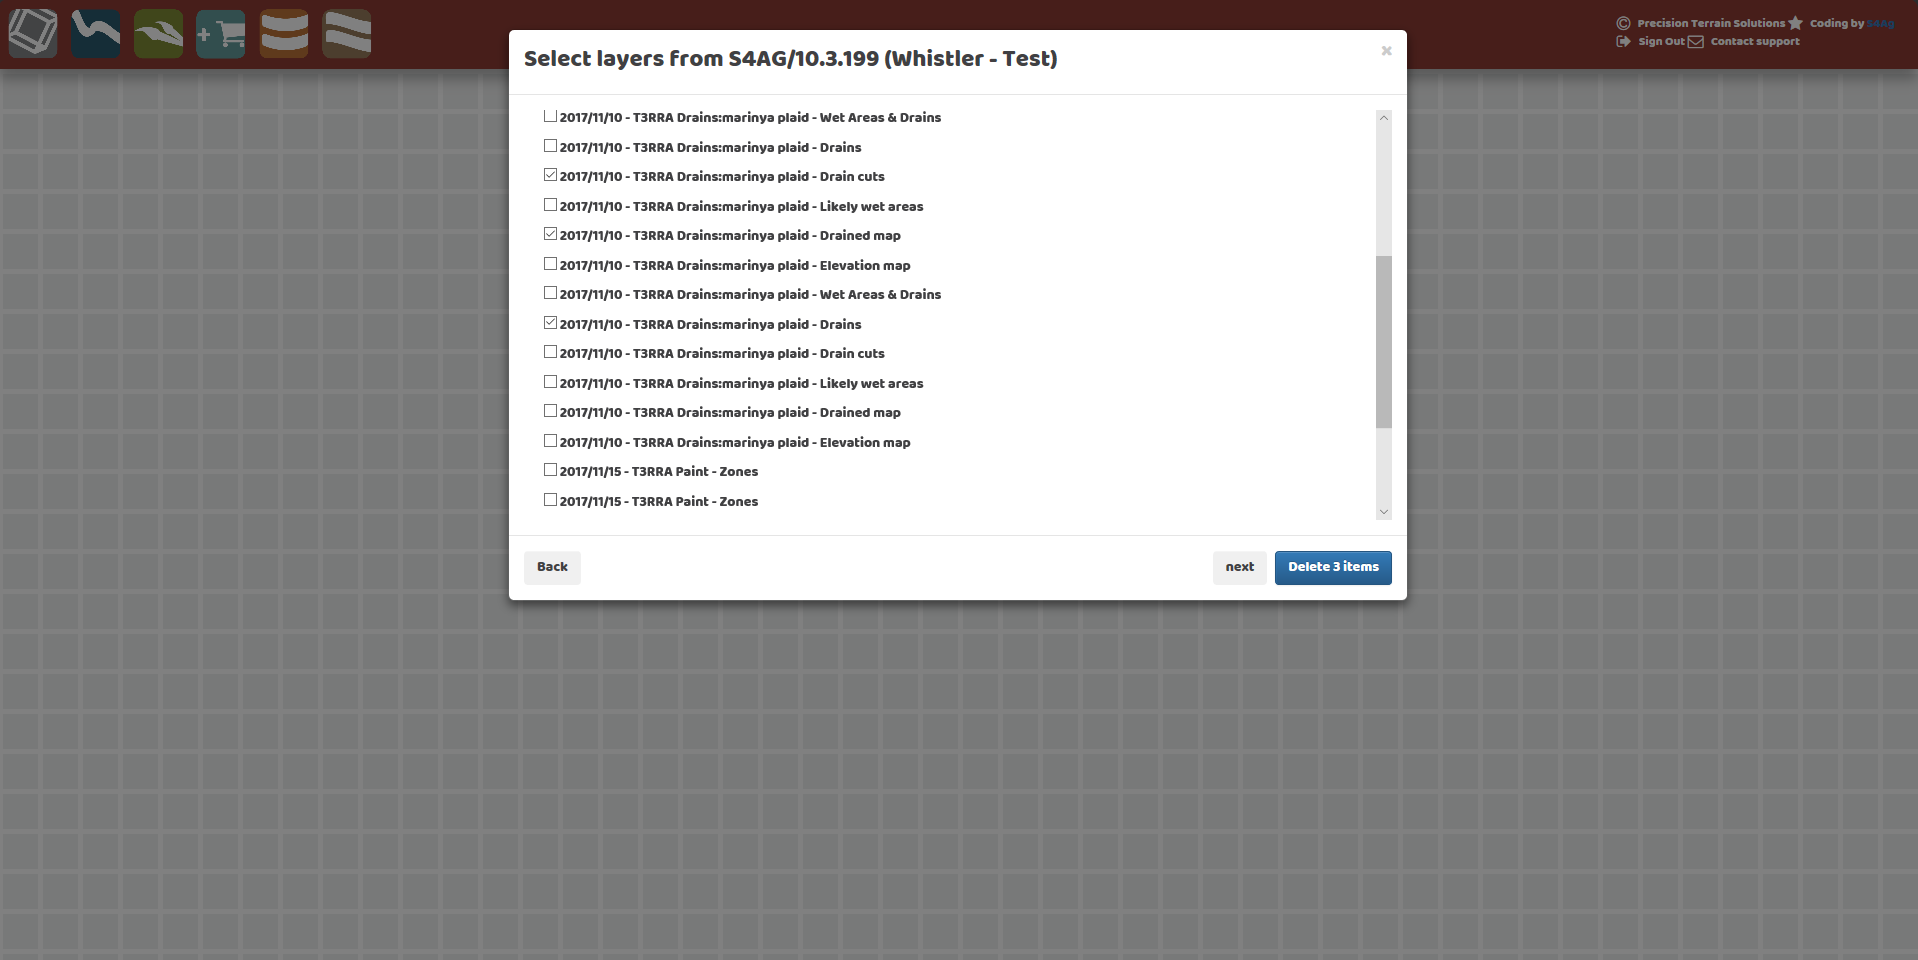 Precision Terrain Solutions Coding by S4Ag
Sign Out Contact support
Select layers from S4AG/10.3.199 (Whistler - Test)
2017/11/10 - T3RRA Drains:marinya plaid - Wet Areas & Drains
2017/11/10 - T3RRA Drains:marinya plaid - Drains
2017/11/10 - T3RRA Drains:marinya plaid - Drain cuts
2017/11/10 - T3RRA Drains:marinya plaid - Likely wet areas
2017/11/10 - T3RRA Drains:marinya plaid - Drained map
2017/11/10 - T3RRA Drains:marinya plaid - Elevation map
2017/11/10 - T3RRA Drains:marinya plaid - Wet Areas & Drains
2017/11/10 - T3RRA Drains:marinya plaid - Drains
2017/11/10 - T3RRA Drains:marinya plaid - Drain cuts
2017/11/10 - T3RRA Drains:marinya plaid - Likely wet areas
2017/11/10 - T3RRA Drains:marinya plaid - Drained map
2017/11/10 - T3RRA Drains:marinya plaid - Elevation map
2017/11/15 - T3RRA Paint - Zones
2017/11/15 - T3RRA Paint - Zones
Back next Delete 3 items